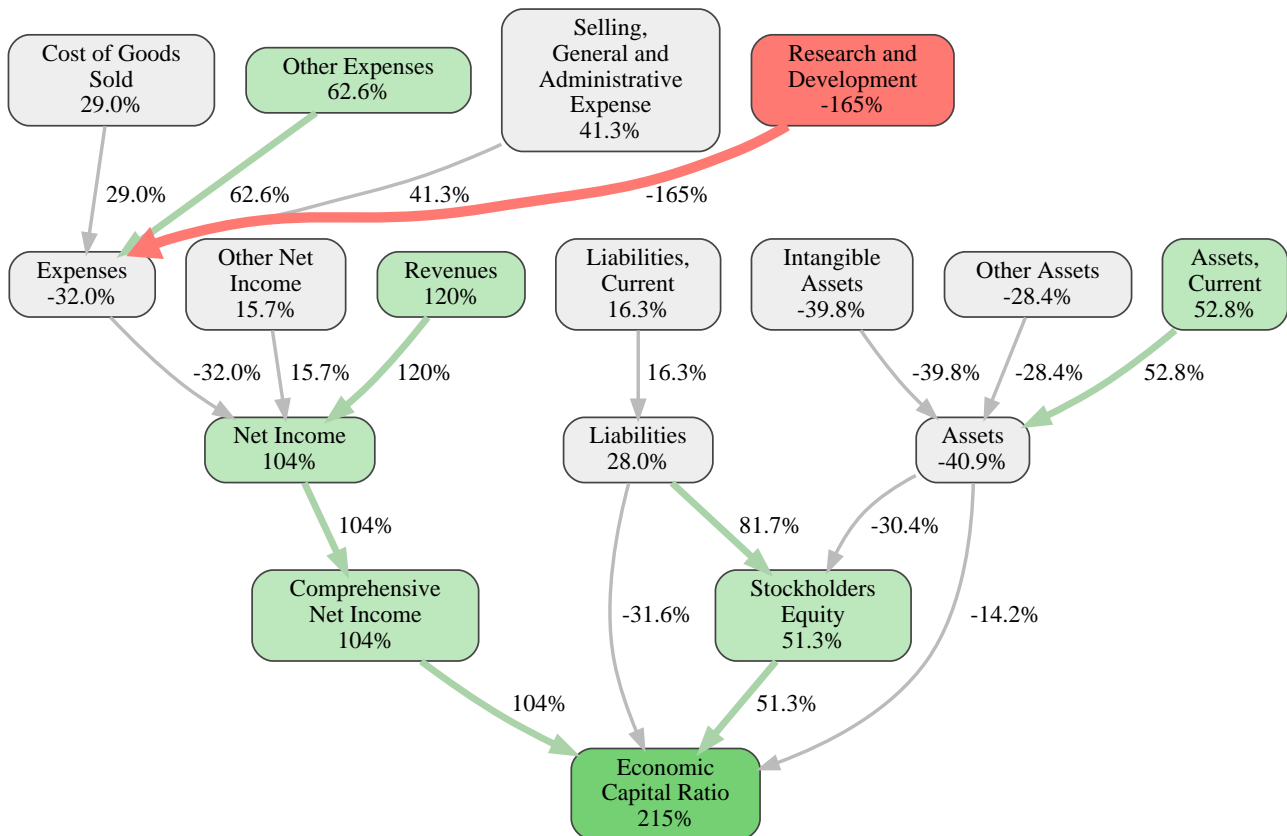 Cost of Goods
Sold
29.0%
Other Expenses
62.6%
Selling,
General and
Administrative
Expense
41.3%
Research and
Development
-165%
29.0%
62.6%
41.3%
-165%
Expenses
-32.0%
Other Net
Income
15.7%
Revenues
120%
Liabilities,
Current
16.3%
Intangible
Assets
-39.8%
Other Assets
-28.4%
Assets,
Current
52.8%
-32.0%
15.7%
120%
16.3%
-39.8%
-28.4%
52.8%
Net Income
104%
Liabilities
28.0%
Assets
-40.9%
104%
81.7%
-30.4%
Comprehensive
Net Income
104%
-31.6%
Stockholders
Equity
51.3%
-14.2%
104%
51.3%
Economic
Capital Ratio
215%